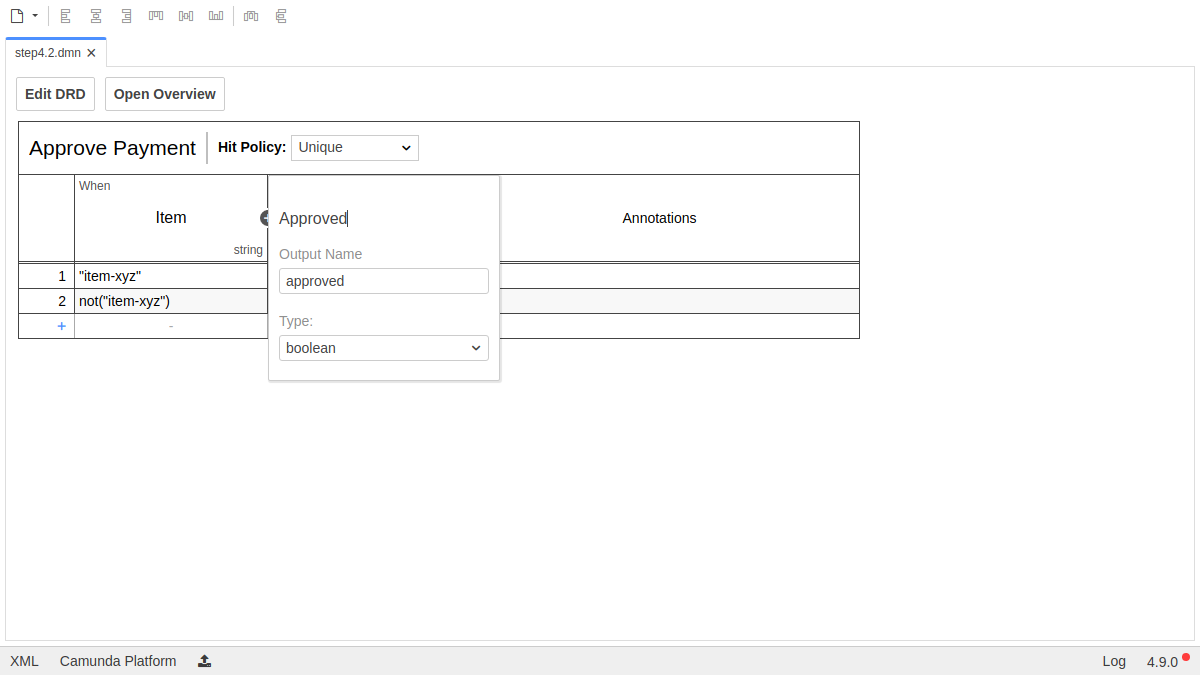 step4.2.dmn
Edit DRD Open Overview
Approve Payment Hit Policy: Unique
When
Item Approved Annotations
string
Output Name
1 "item-xyz" approved
2 not("item-xyz")
Type:
+ -
boolean
XML Camunda Platform Log 4.9.0